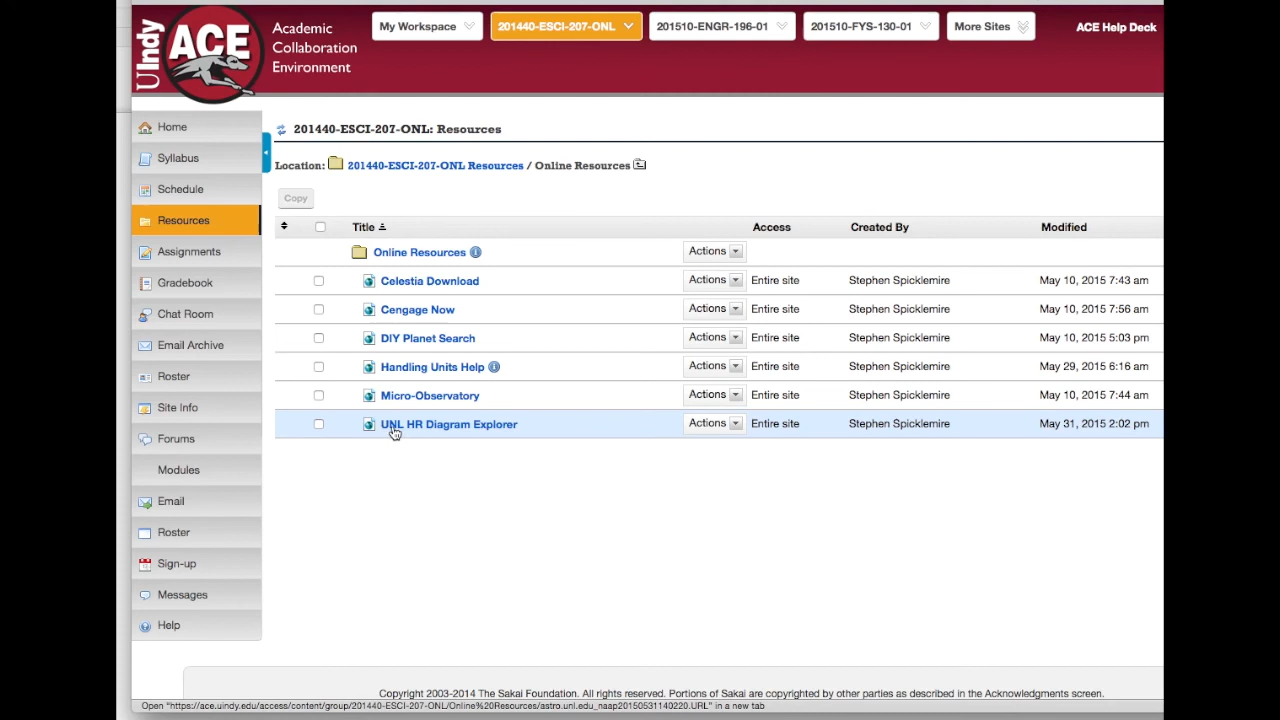 UIndy
ACE
Academic
Collaboration
Environment
My Workspace
201440-ESCI-207-ONL
201510-ENGR-196-01
201510-FYS-130-01
More Sites
ACE Help Deck
Home
Syllabus
Schedule
Resources
Assignments
Gradebook
Chat Room
Email Archive
Roster
Site Info
Forums
Modules
Email
Roster
Sign-up
Messages
Help
201440-ESCI-207-ONL: Resources
Location: 201440-ESCI-207-ONL Resources / Online Resources
Copy
Title Access Created By Modified
Online Resources Actions
Celestia Download Actions Entire site Stephen Spicklemire May 10, 2015 7:43 am
Cengage Now Actions Entire site Stephen Spicklemire May 10, 2015 7:56 am
DIY Planet Search Actions Entire site Stephen Spicklemire May 10, 2015 5:03 pm
Handling Units Help Actions Entire site Stephen Spicklemire May 29, 2015 6:16 am
Micro-Observatory Actions Entire site Stephen Spicklemire May 10, 2015 7:44 am
UNL HR Diagram Explorer Actions Entire site Stephen Spicklemire May 31, 2015 2:02 pm
Copyright 2003-2014 The Sakai Foundation. All rights reserved. Portions of Sakai are copyrighted by other parties as described in the Acknowledgments screen.
Open "https://ace.uindy.edu/access/content/group/201440-ESCI-207-ONL/Online%20Resources/astro.unl.edu_naap20150531140220.URL" in a new tab